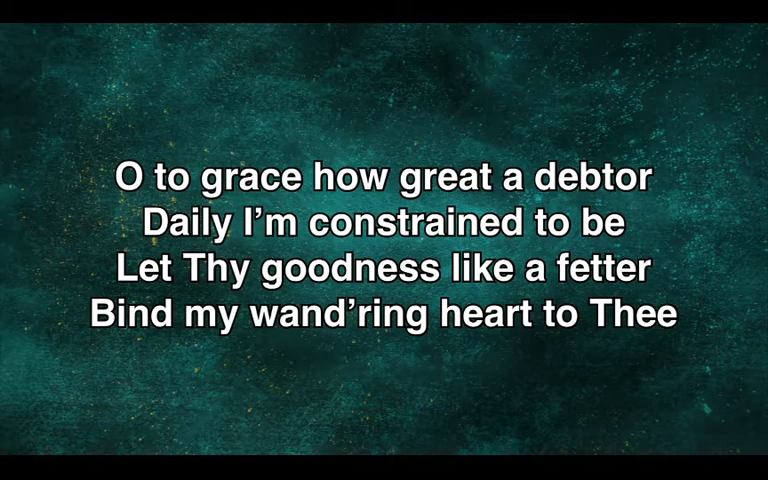 O to grace how great a debtor
Daily I’m constrained to be
Let Thy goodness like a fetter
Bind my wand’ring heart to Thee